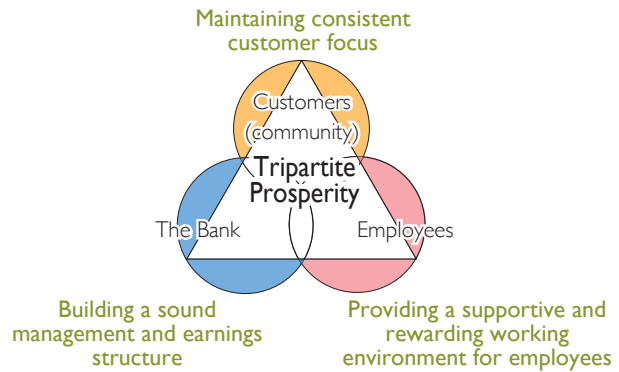 Maintaining consistent
customer focus
Customers
(community)
Tripartite
Prosperity
The Bank
Employees
Building a sound
management and earnings
structure
Providing a supportive and
rewarding working
environment for employees